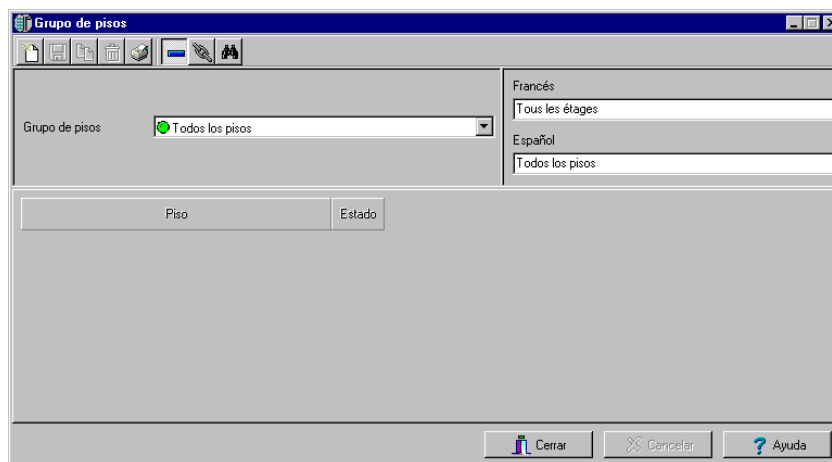 Grupo de pisos
Francés
Tous les étages
Grupo de pisos
Todos los pisos
Español
Todos los pisos
Piso
Estado
Cerrar
Cancelar
Ayuda